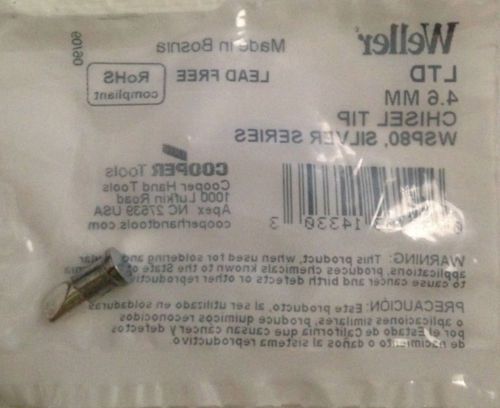 Weller®
LTD
4.6 MM
CHISEL TIP
WSP80, SILVER SERIES
Made in Bosnia
LEAD FREE
RoHS
compliant
06/90
COOPER Tools
Cooper Hand Tools
1000 Lufkin Road
Apex NC 27539 USA
cooperhandtools.com
14330 3
WARNING: This product, when used for soldering and
applications, produces chemicals known to the State of
to cause cancer and birth defects or other reproductive
PRECAUCIÓN: Este producto, al ser utilizado en soldaduras
o aplicaciones similares, produce químicos reconocidos
por el Estado de California que causan cáncer y defectos
de nacimiento o daños al sistema reproductivo.